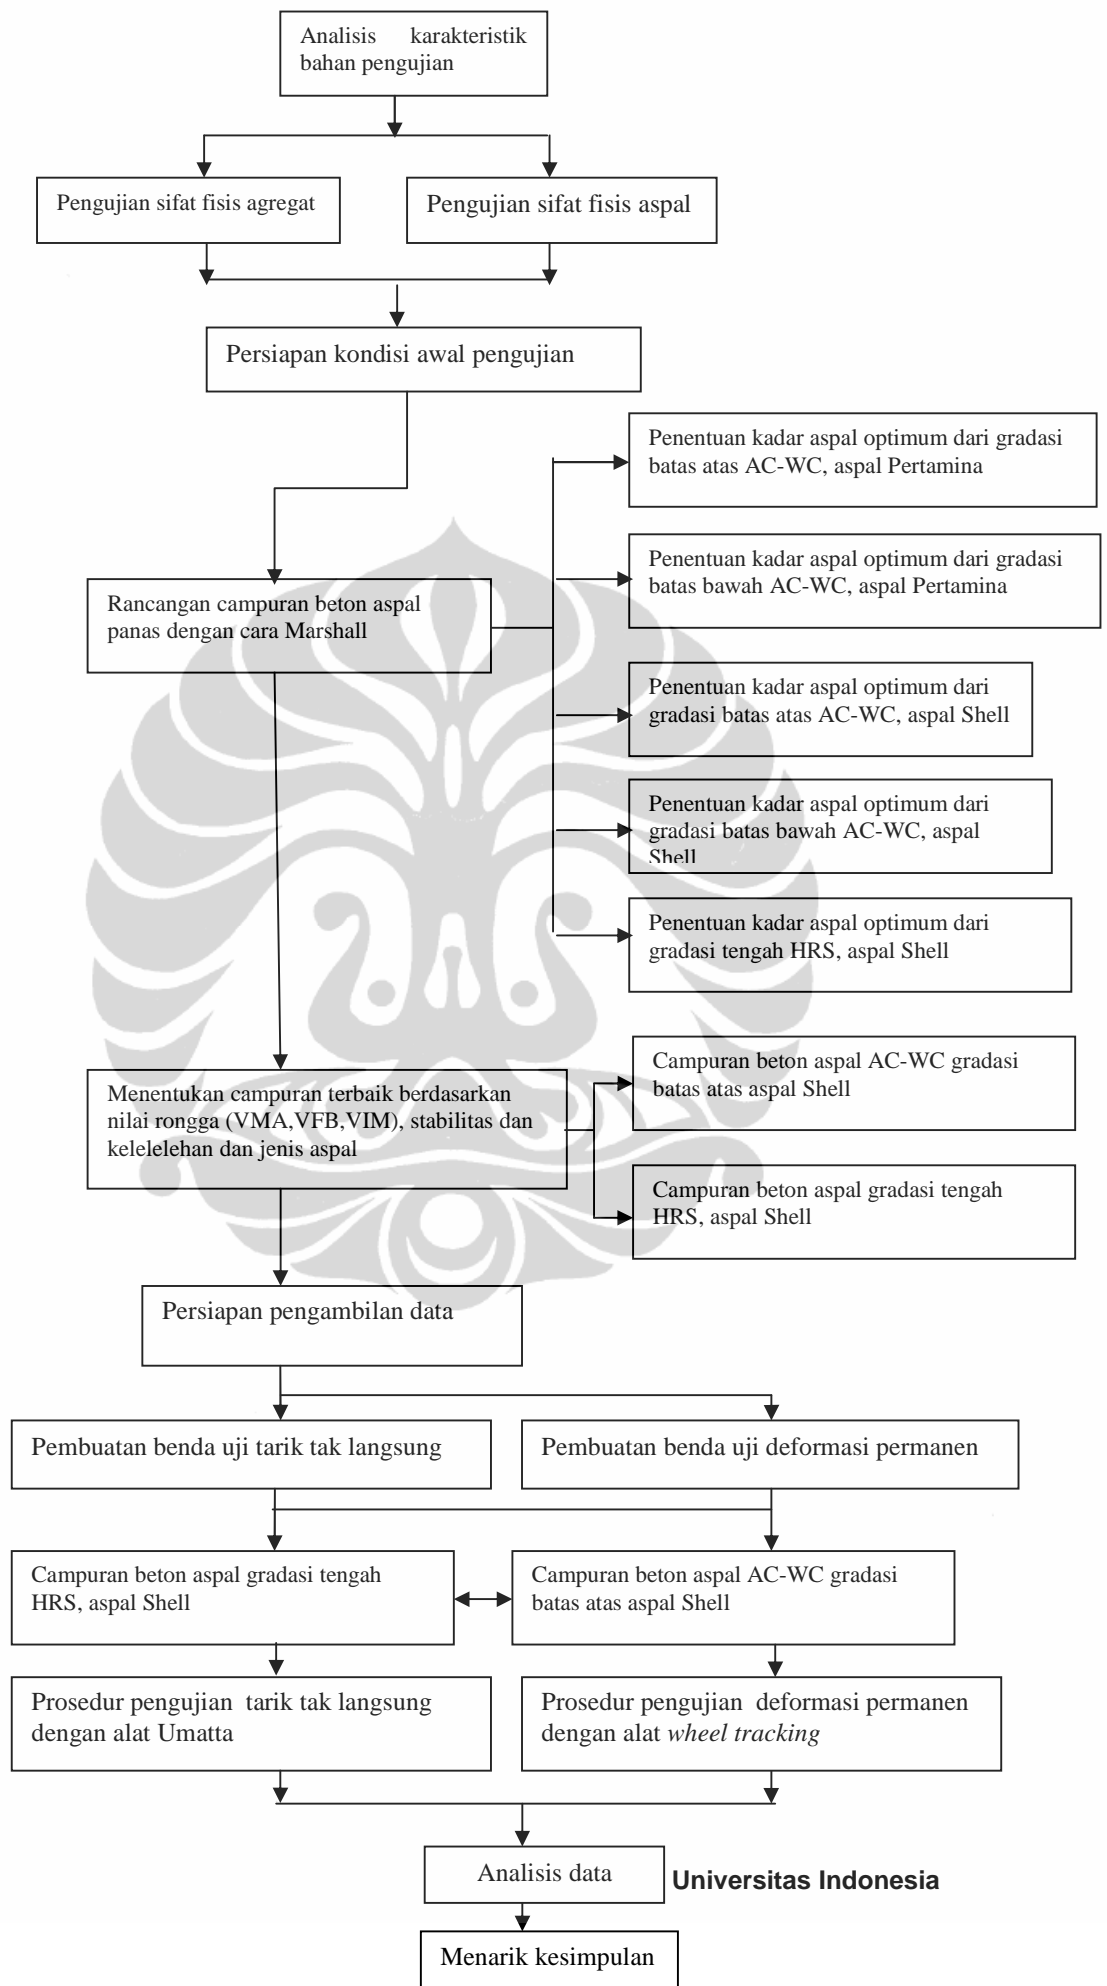 Analisis karakteristik
bahan pengujian
Pengujian sifat fisis agregat
Pengujian sifat fisis aspal
Persiapan kondisi awal pengujian
Penentuan kadar aspal optimum dari gradasi
batas atas AC-WC, aspal Pertamina
Penentuan kadar aspal optimum dari gradasi
batas bawah AC-WC, aspal Pertamina
Rancangan campuran beton aspal
panas dengan cara Marshall
Penentuan kadar aspal optimum dari
gradasi batas atas AC-WC, aspal Shell
Penentuan kadar aspal optimum dari
gradasi batas bawah AC-WC, aspal
Shell
Penentuan kadar aspal optimum dari
gradasi tengah HRS, aspal Shell
Menentukan campuran terbaik berdasarkan
nilai rongga (VMA,VFB,VIM), stabilitas dan
kelelelehan dan jenis aspal
Campuran beton aspal AC-WC gradasi
batas atas aspal Shell
Campuran beton aspal gradasi tengah
HRS, aspal Shell
Persiapan pengambilan data
Pembuatan benda uji tarik tak langsung
Pembuatan benda uji deformasi permanen
Campuran beton aspal gradasi tengah
HRS, aspal Shell
Campuran beton aspal AC-WC gradasi
batas atas aspal Shell
Prosedur pengujian tarik tak langsung
dengan alat Umatta
Prosedur pengujian deformasi permanen
dengan alat wheel tracking
Analisis data
Universitas Indonesia
Menarik kesimpulan